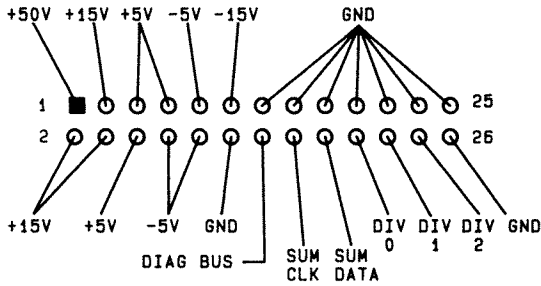 +50V +15V +5V -5V -15V GND
1 25
2 26
+15V +5V -5V GND DIV 0 DIV 1 DIV 2 GND
DIAG BUS SUM CLK SUM DATA